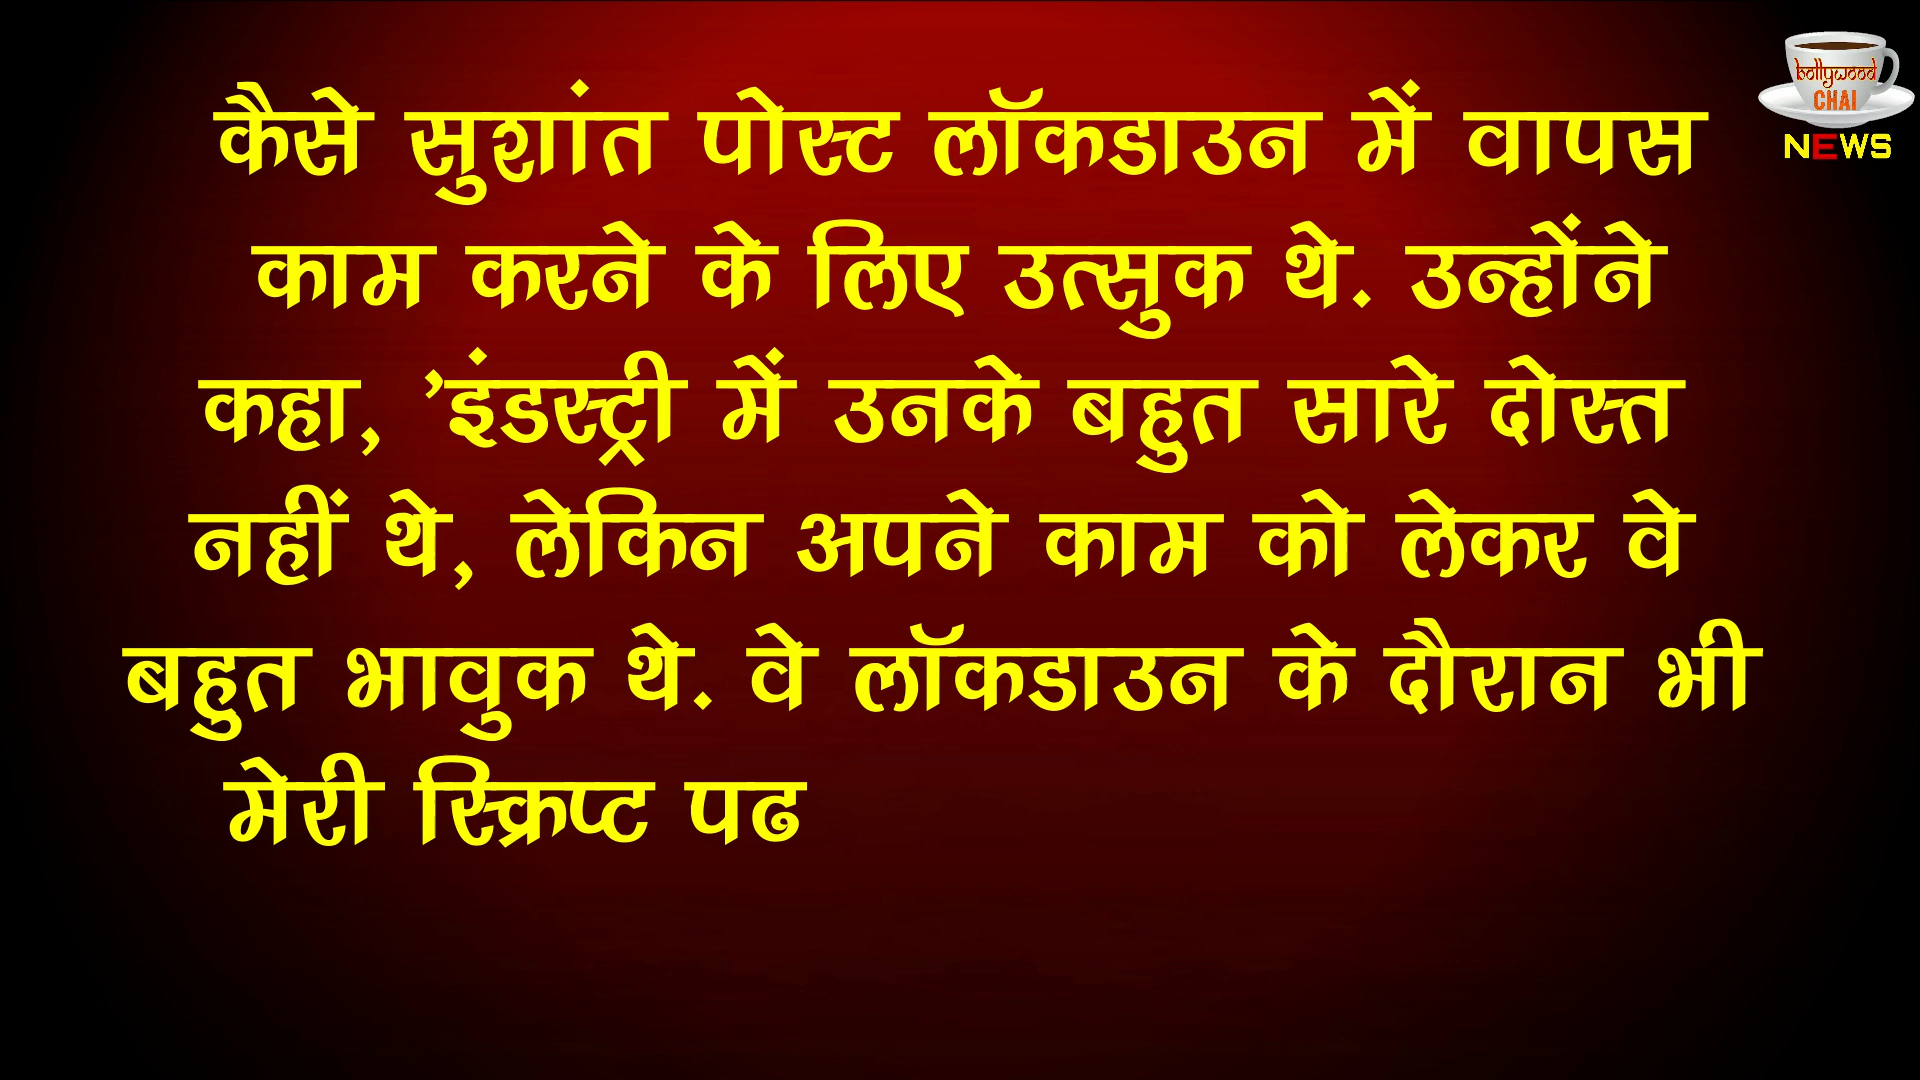 कैसे सुशांत पोस्ट लॉकडाउन में वापस
काम करने के लिए उत्सुक थे. उन्होंने
कहा, ’इंडस्ट्री में उनके बहुत सारे दोस्त
नहीं थे, लेकिन अपने काम को लेकर वे
बहुत भावुक थे. वे लॉकडाउन के दौरान भी
मेरी स्क्रिप्ट पढ
bollywood
CHAI
NEWS